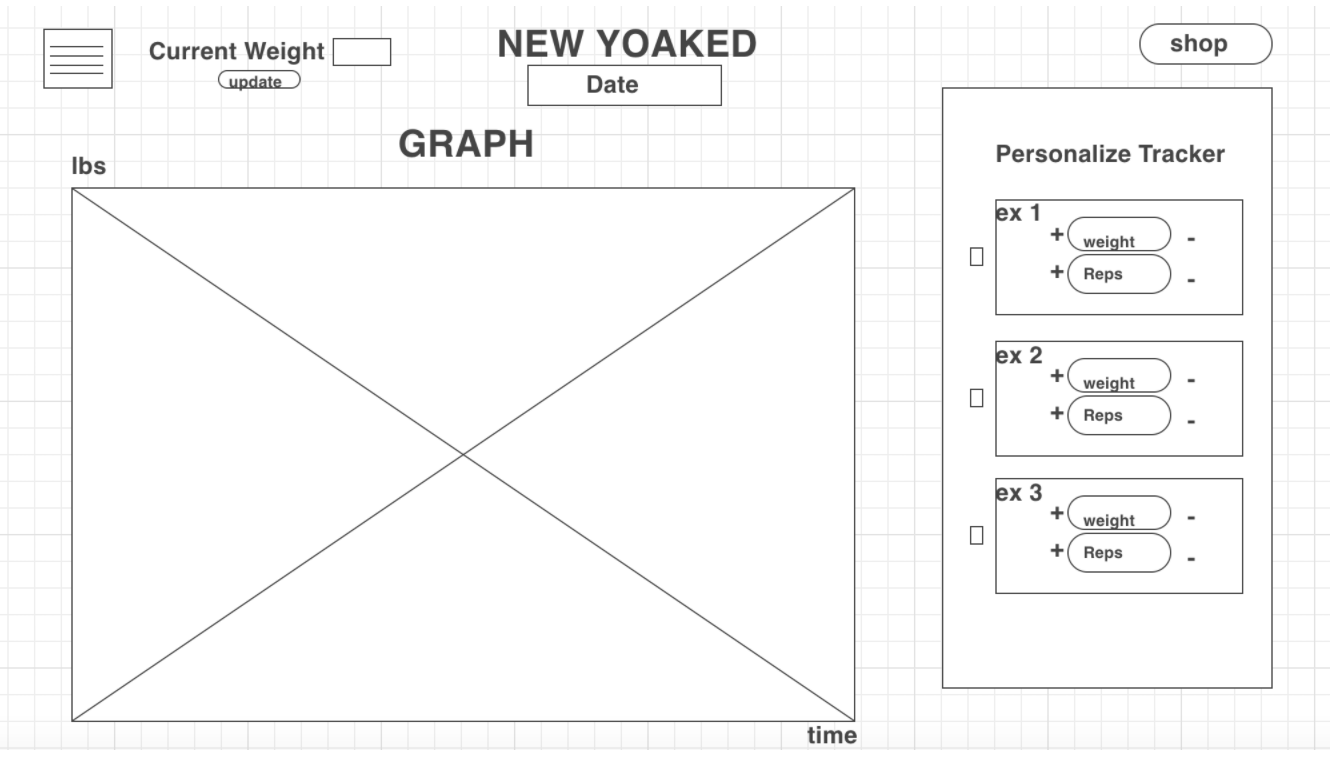 Current Weight
update
NEW YOAKED
Date
shop
GRAPH
lbs
time
Personalize Tracker
ex 1
+ weight -
+ Reps -
ex 2
+ weight -
+ Reps -
ex 3
+ weight -
+ Reps -